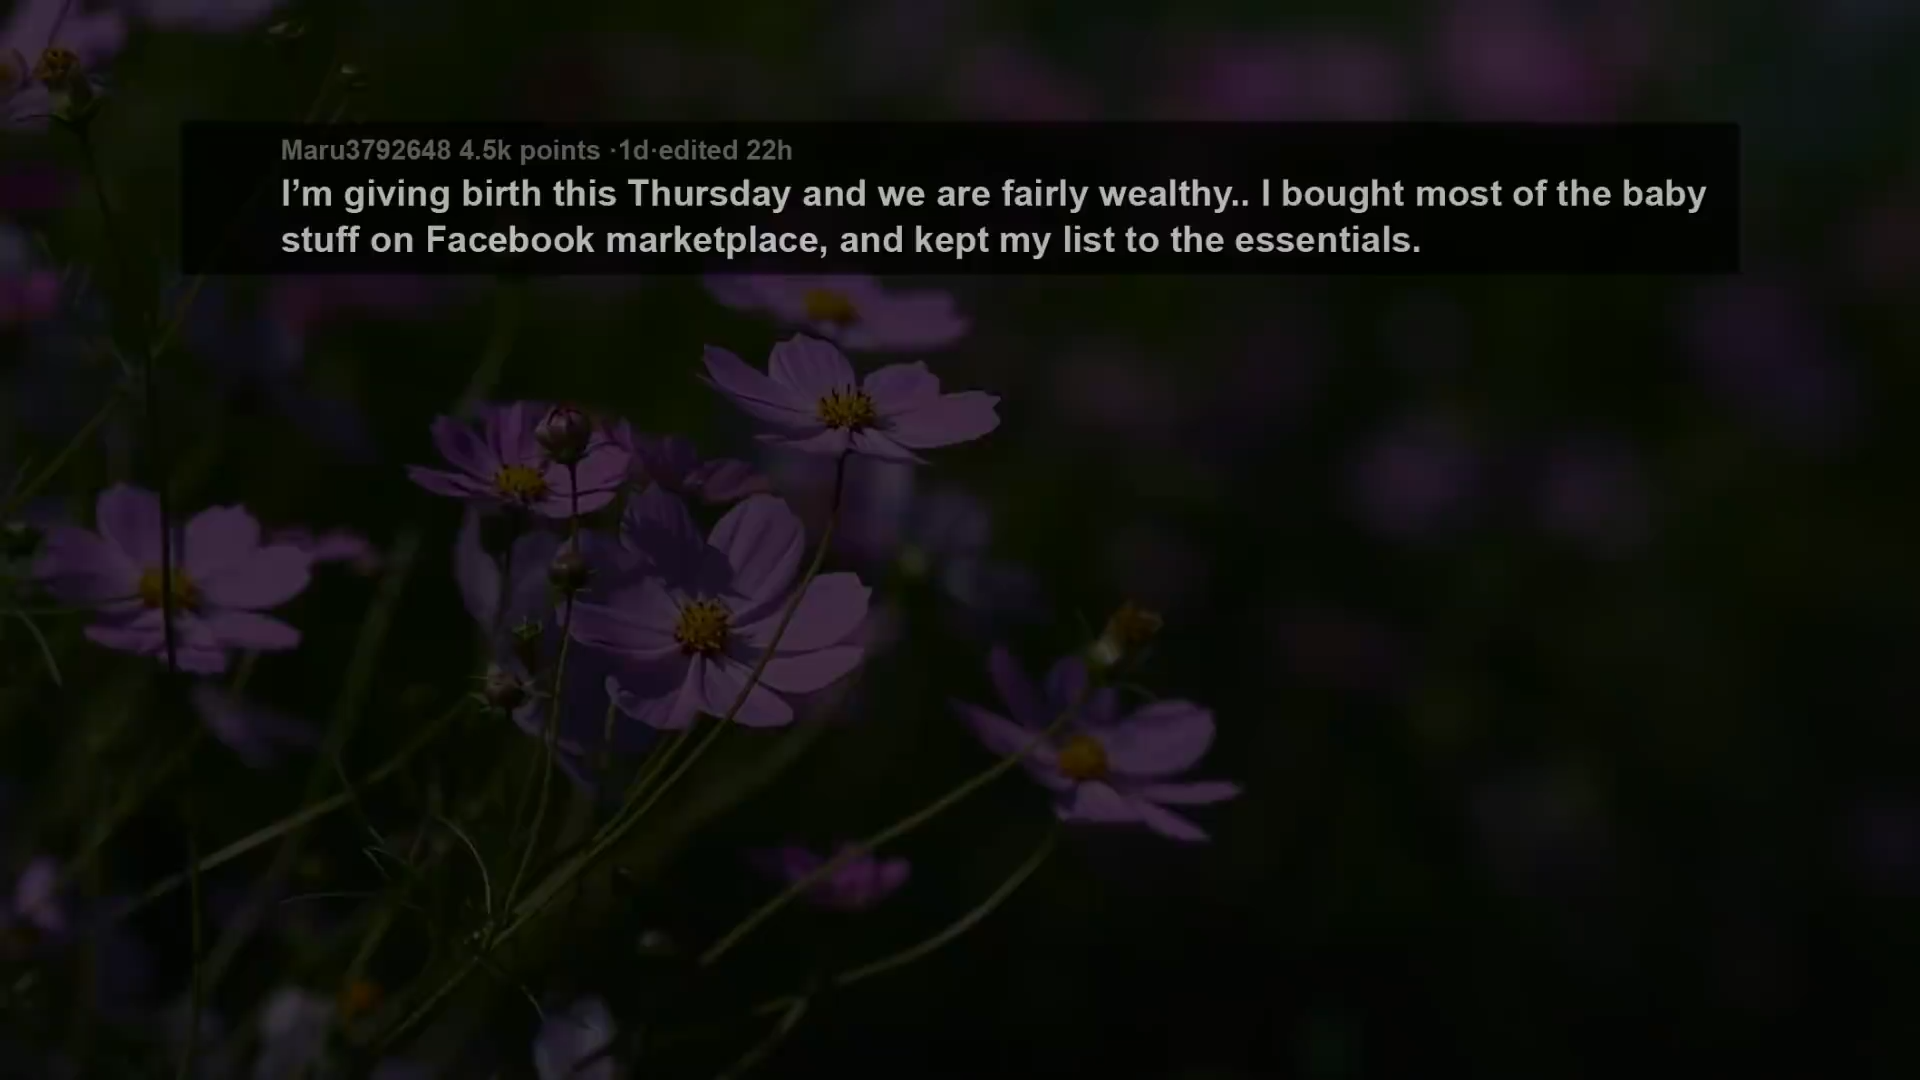 Maru3792648 4.5k points ·1d·edited 22h
I’m giving birth this Thursday and we are fairly wealthy.. I bought most of the baby
stuff on Facebook marketplace, and kept my list to the essentials.